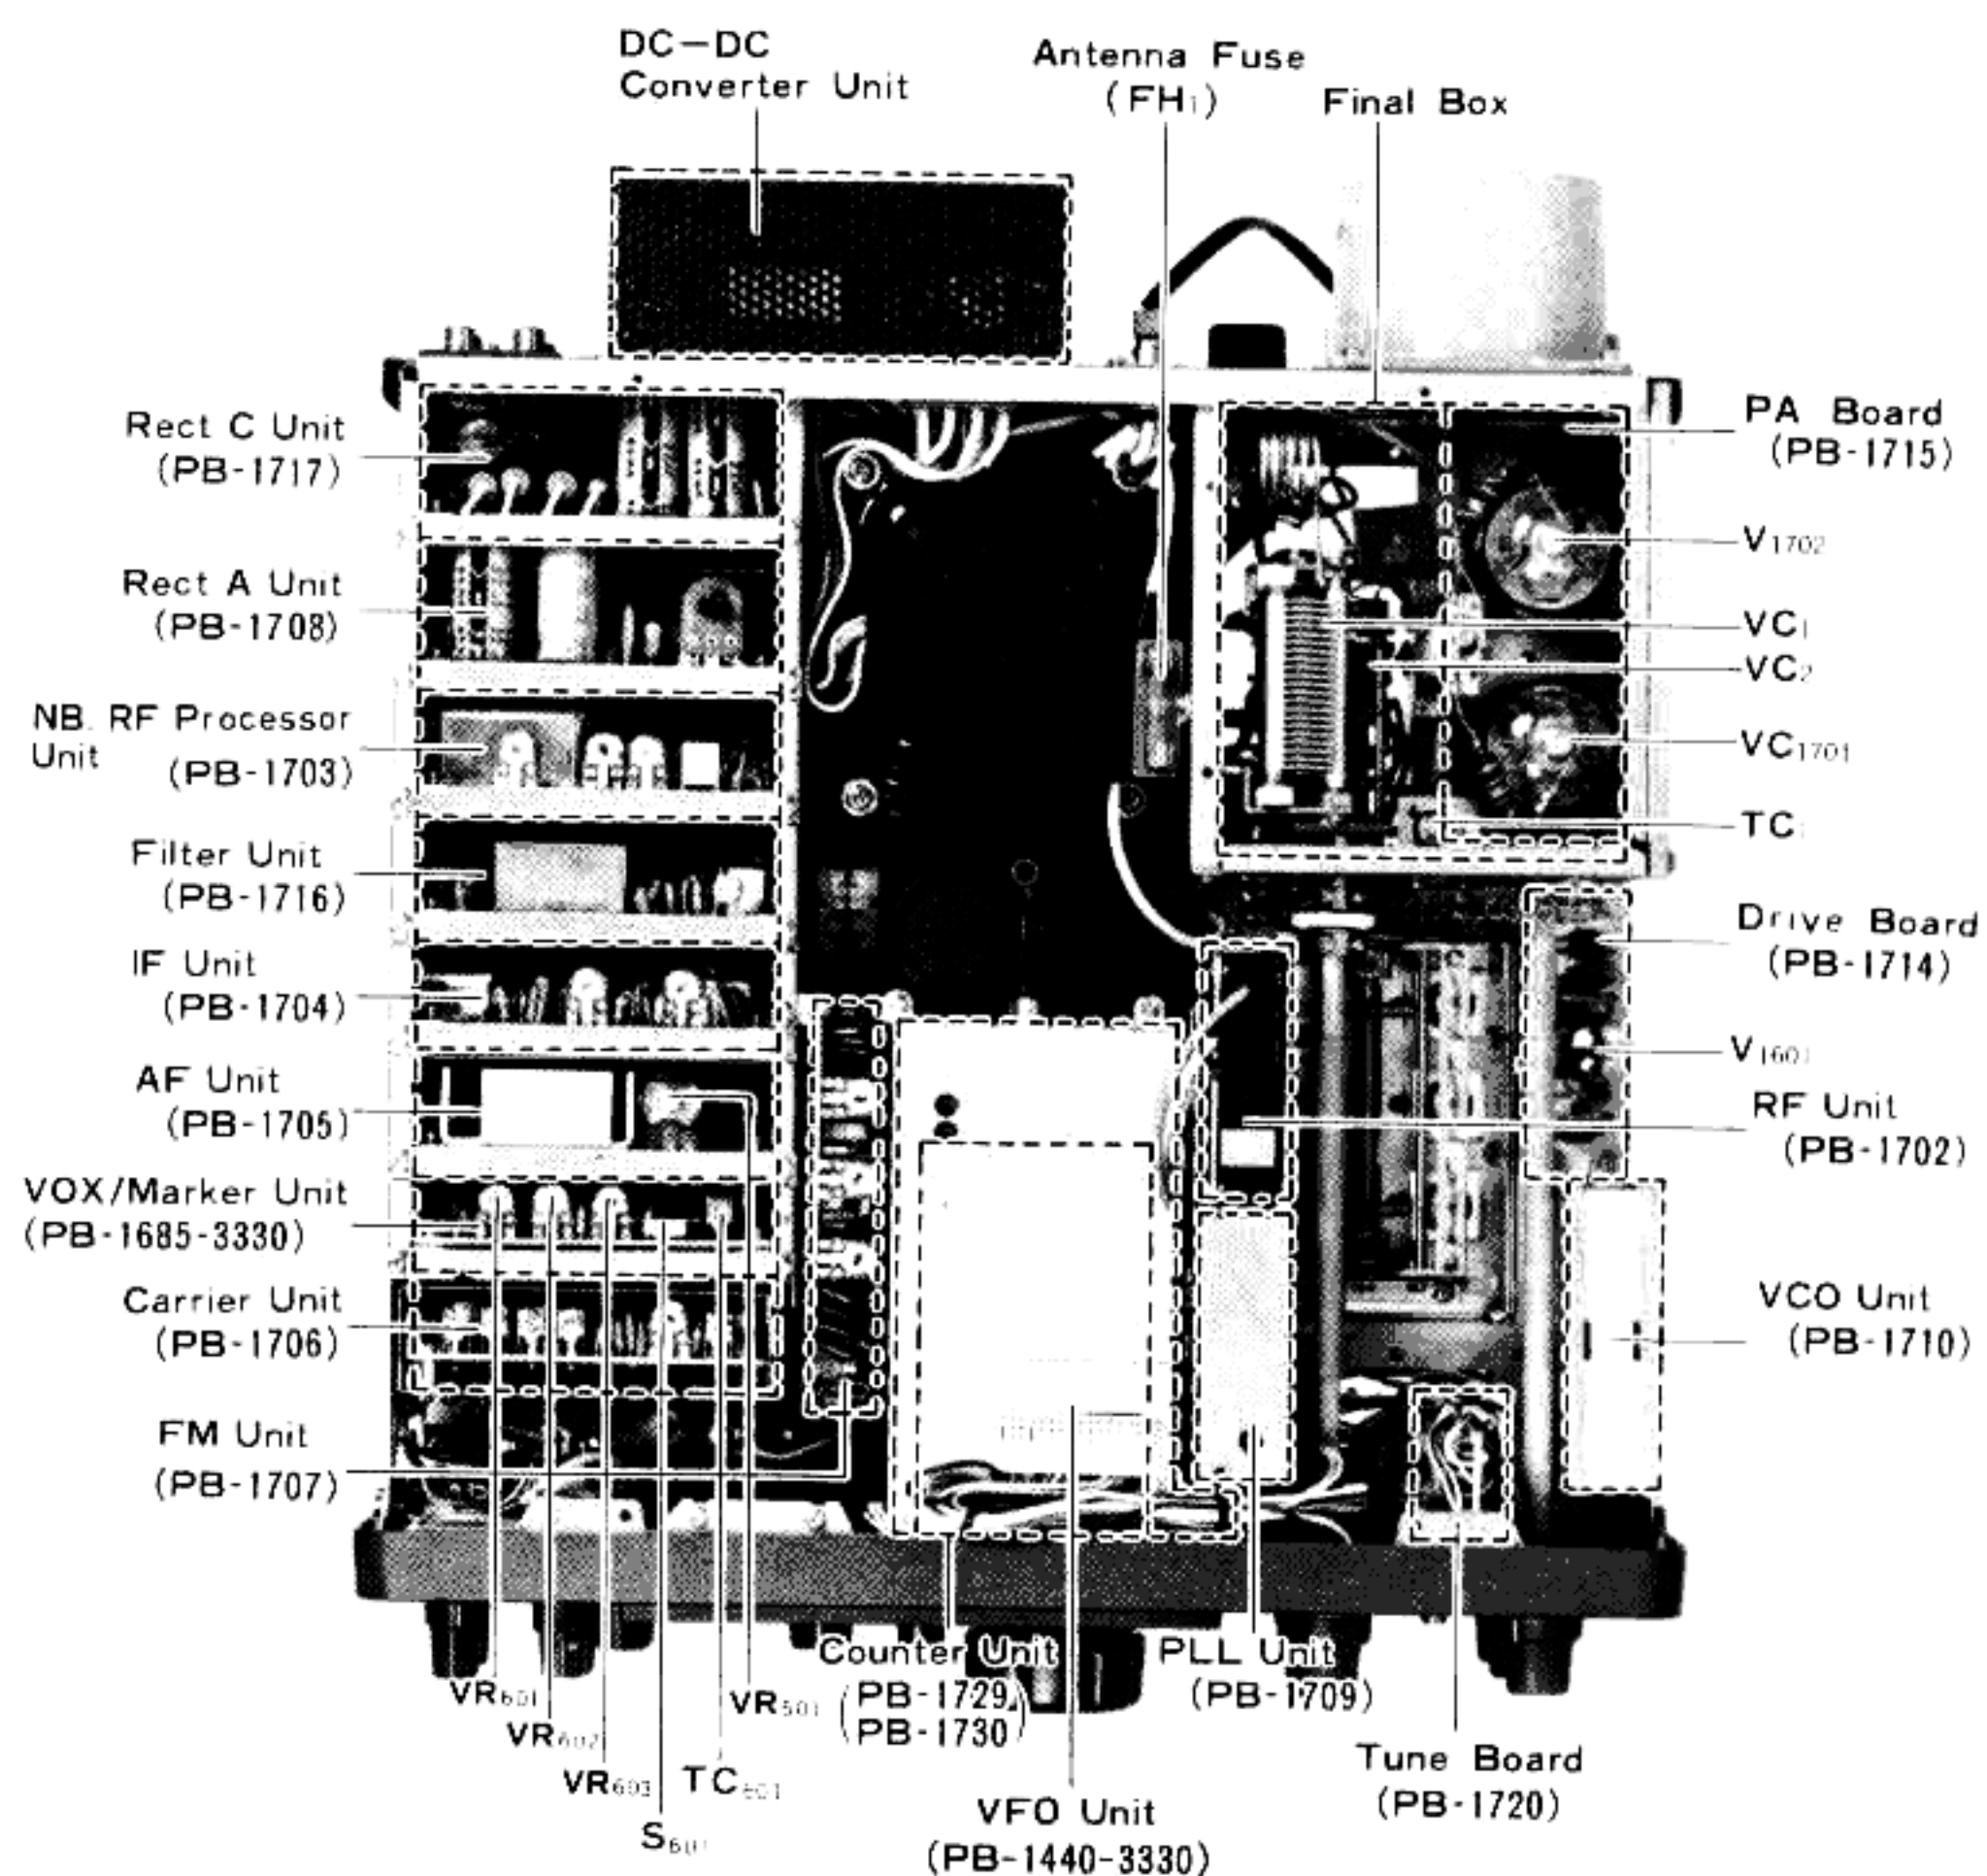 DC-DC
Converter Unit
Antenna Fuse
(FH1)
Final Box
Rect C Unit
(PB-1717)
Rect A Unit
(PB-1708)
NB. RF Processor
Unit
(PB-1703)
Filter Unit
(PB-1716)
IF Unit
(PB-1704)
AF Unit
(PB-1705)
VOX/Marker Unit
(PB-1685-3330)
Carrier Unit
(PB-1706)
FM Unit
(PB-1707)
PA Board
(PB-1715)
V1702
VC1
VC2
VC1701
TC1
Drive Board
(PB-1714)
V1601
RF Unit
(PB-1702)
VCO Unit
(PB-1710)
VR601
VR602
VR603
S601
TC601
VR501
Counter Unit
(PB-1729
PB-1730)
VFO Unit
(PB-1440-3330)
PLL Unit
(PB-1709)
Tune Board
(PB-1720)